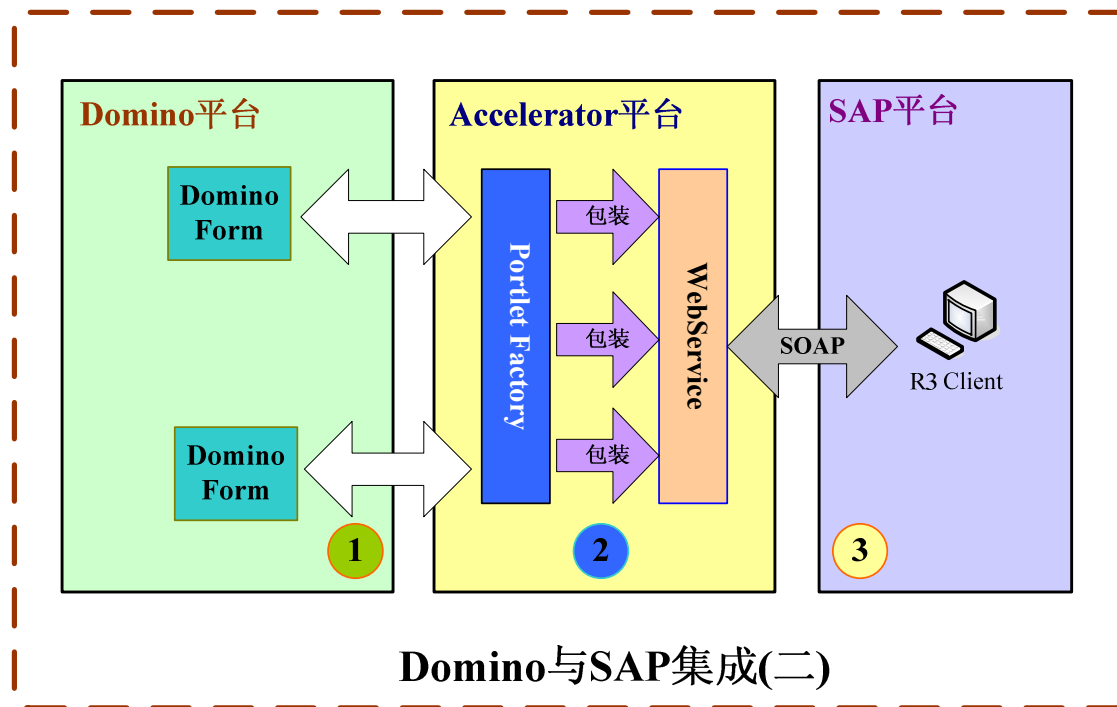 Domino平台
Domino
Form
Domino
Form
1
Accelerator平台
Portlet Factory
包装
包装
包装
WebService
2
SOAP
SAP平台
R3 Client
3
Domino与SAP集成(二)